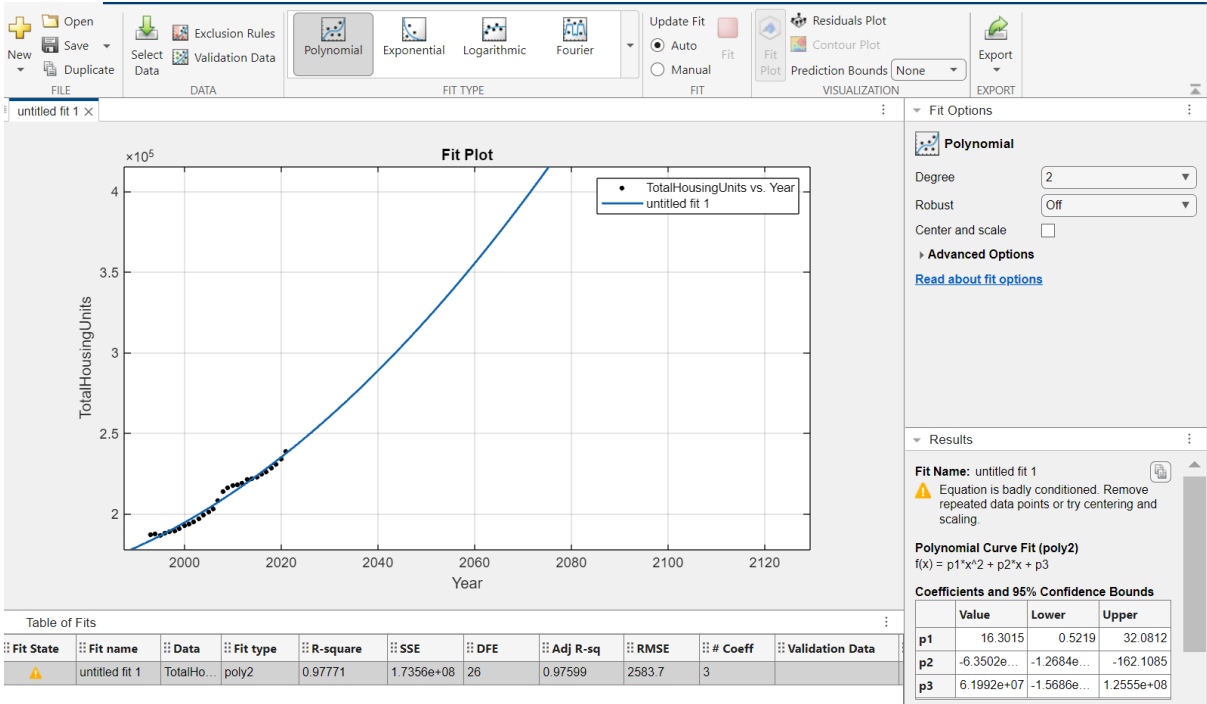 Open
Save
New
Duplicate
FILE
Select
Data
Exclusion Rules
Validation Data
DATA
Polynomial
Exponential
Logarithmic
Fourier
FIT TYPE
Update Fit
Auto
Manual
Fit
FIT
Fit
Plot
Residuals Plot
Contour Plot
Prediction Bounds None
VISUALIZATION
Export
EXPORT
untitled fit 1
×10⁵
Fit Plot
TotalHousingUnits vs. Year
untitled fit 1
4
3.5
3
2.5
2
TotalHousingUnits
2000 2020 2040 2060 2080 2100 2120
Year
Fit Options
Polynomial
Degree 2
Robust Off
Center and scale
Advanced Options
Read about fit options
Results
Fit Name: untitled fit 1
Equation is badly conditioned. Remove
repeated data points or try centering and
scaling.
Polynomial Curve Fit (poly2)
f(x) = p1*x^2 + p2*x + p3
Coefficients and 95% Confidence Bounds
Value Lower Upper
p1 16.3015 0.5219 32.0812
p2 -6.3502e... -1.2684e... -162.1085
p3 6.1992e+07 -1.5686e... 1.2555e+08
Table of Fits
Fit State Fit name Data Fit type R-square SSE DFE Adj R-sq RMSE # Coeff Validation Data
untitled fit 1 TotalHo... poly2 0.97771 1.7356e+08 26 0.97599 2583.7 3